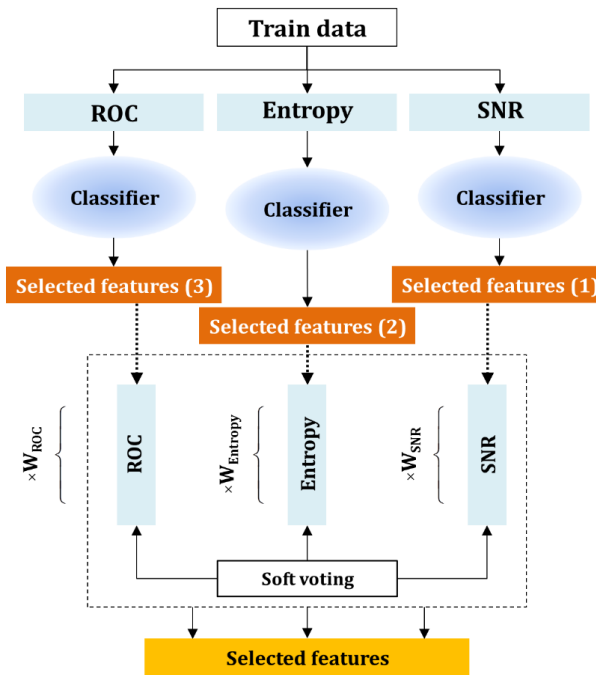 Train data
ROC
Entropy
SNR
Classifier
Classifier
Classifier
Selected features (3)
Selected features (2)
Selected features (1)
×WROC
ROC
×WEntropy
Entropy
×WSNR
SNR
Soft voting
Selected features